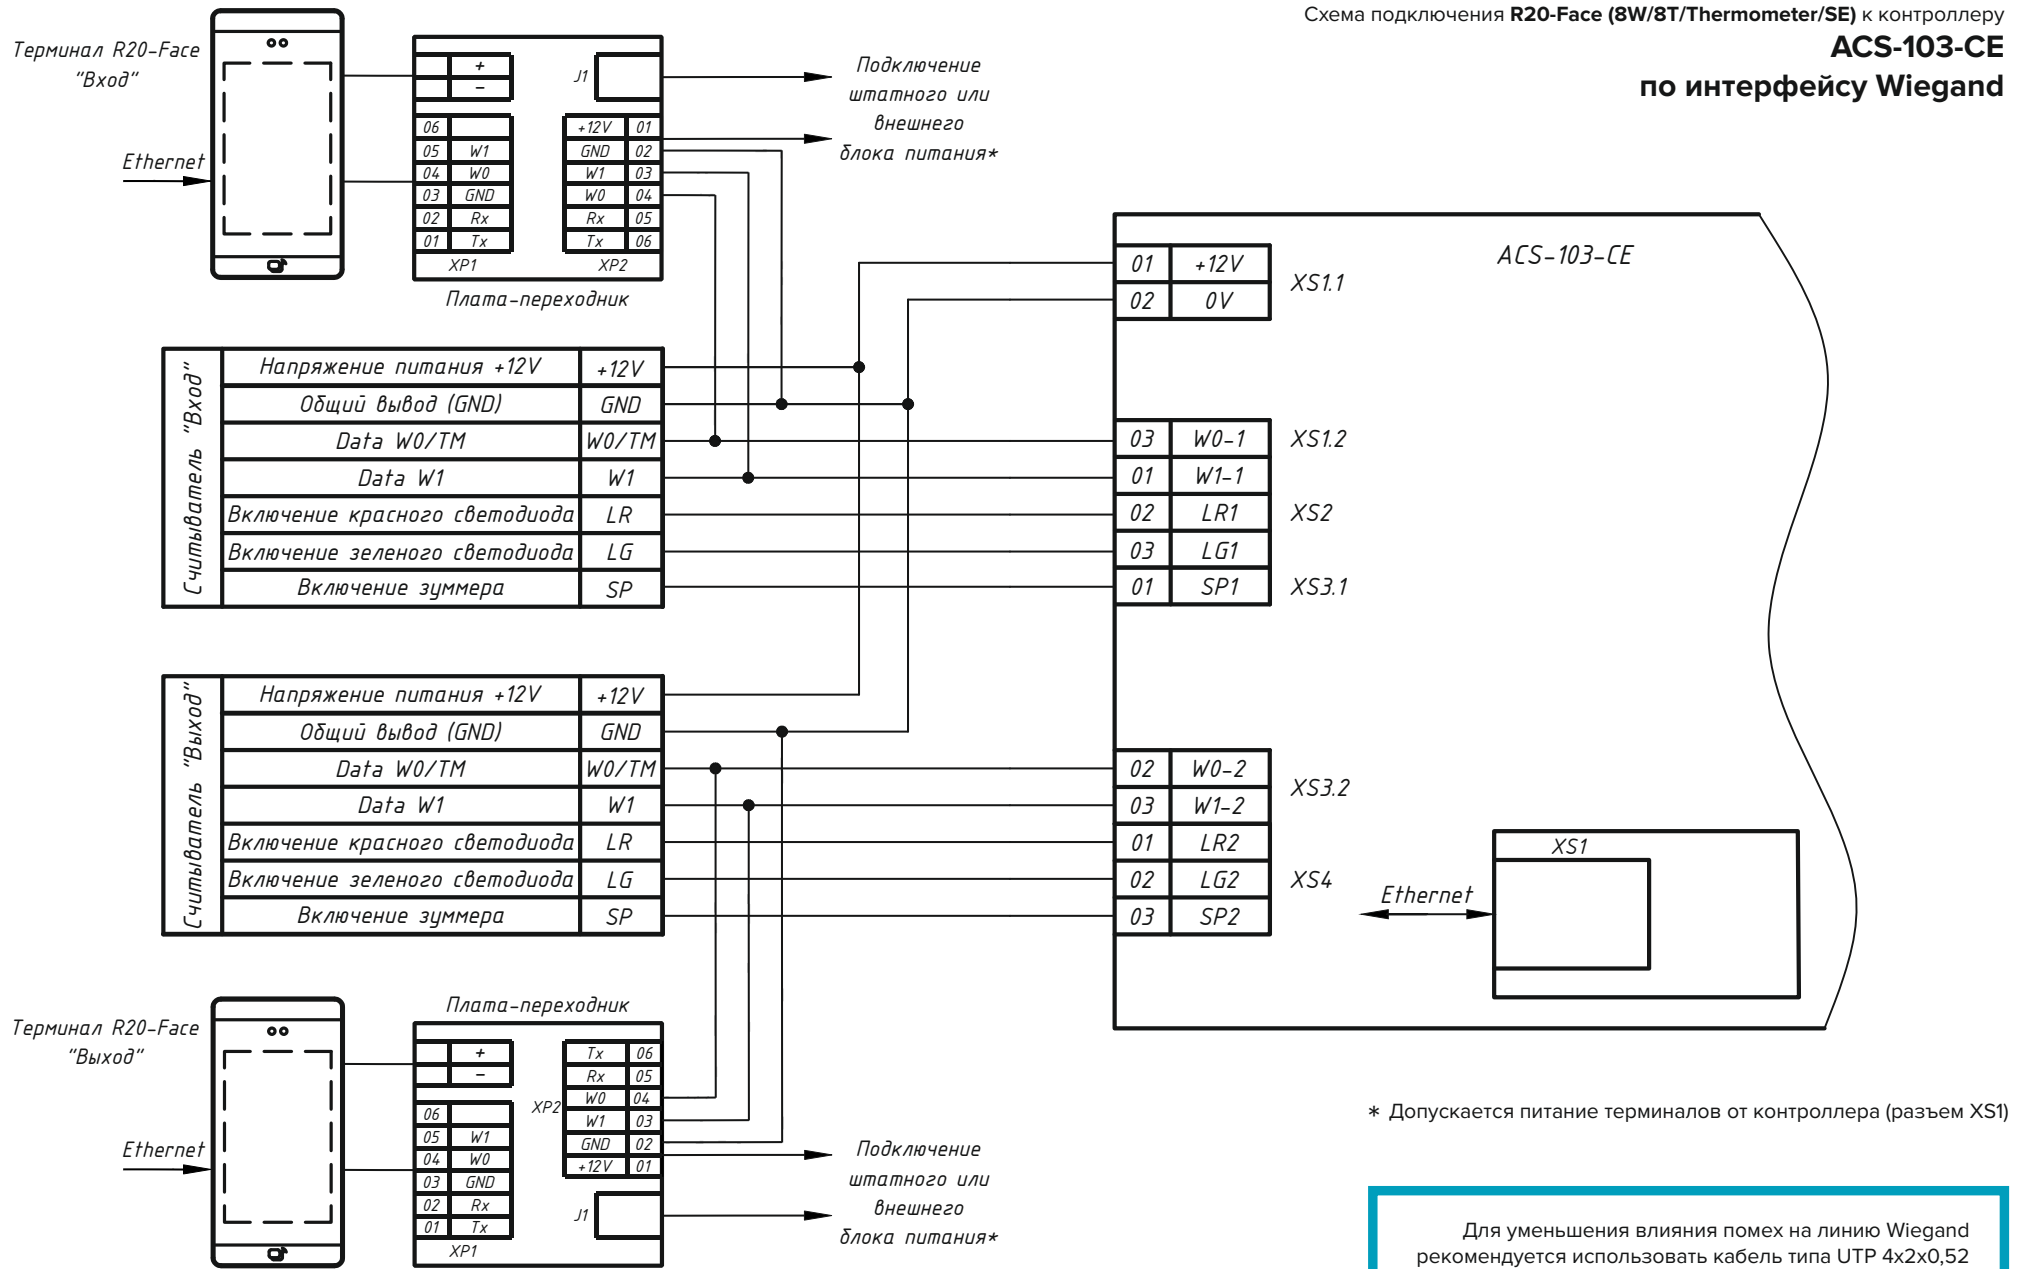 Схема подключения R20-Face (8W/8T/Thermometer/SE) к контроллеру
ACS-103-CE
по интерфейсу Wiegand
Терминал R20-Face
"Вход"
Ethernet
+
-
06
05 W1
04 W0
03 GND
02 Rx
01 Tx
XP1
J1
+12V 01
GND 02
W1 03
W0 04
Rx 05
Tx 06
XP2
Плата-переходник
Подключение
штатного или
внешнего
блока питания*
Считыватель "Вход"
Напряжение питания +12V +12V
Общий вывод (GND) GND
Data W0/TM W0/TM
Data W1 W1
Включение красного светодиода LR
Включение зеленого светодиода LG
Включение зуммера SP
Считыватель "Выход"
Напряжение питания +12V +12V
Общий вывод (GND) GND
Data W0/TM W0/TM
Data W1 W1
Включение красного светодиода LR
Включение зеленого светодиода LG
Включение зуммера SP
ACS-103-CE
01 +12V
02 0V
XS1.1
03 W0-1 XS1.2
01 W1-1
02 LR1 XS2
03 LG1
01 SP1 XS3.1
02 W0-2
03 W1-2
XS3.2
01 LR2
02 LG2 XS4
03 SP2
XS1
Ethernet
Терминал R20-Face
"Выход"
Ethernet
Плата-переходник
+
-
06
05 W1
04 W0
03 GND
02 Rx
01 Tx
XP1
XP2
Tx 06
Rx 05
W0 04
W1 03
GND 02
+12V 01
J1
Подключение
штатного или
внешнего
блока питания*
* Допускается питание терминалов от контроллера (разъем XS1)
Для уменьшения влияния помех на линию Wiegand
рекомендуется использовать кабель типа UTP 4x2x0,52